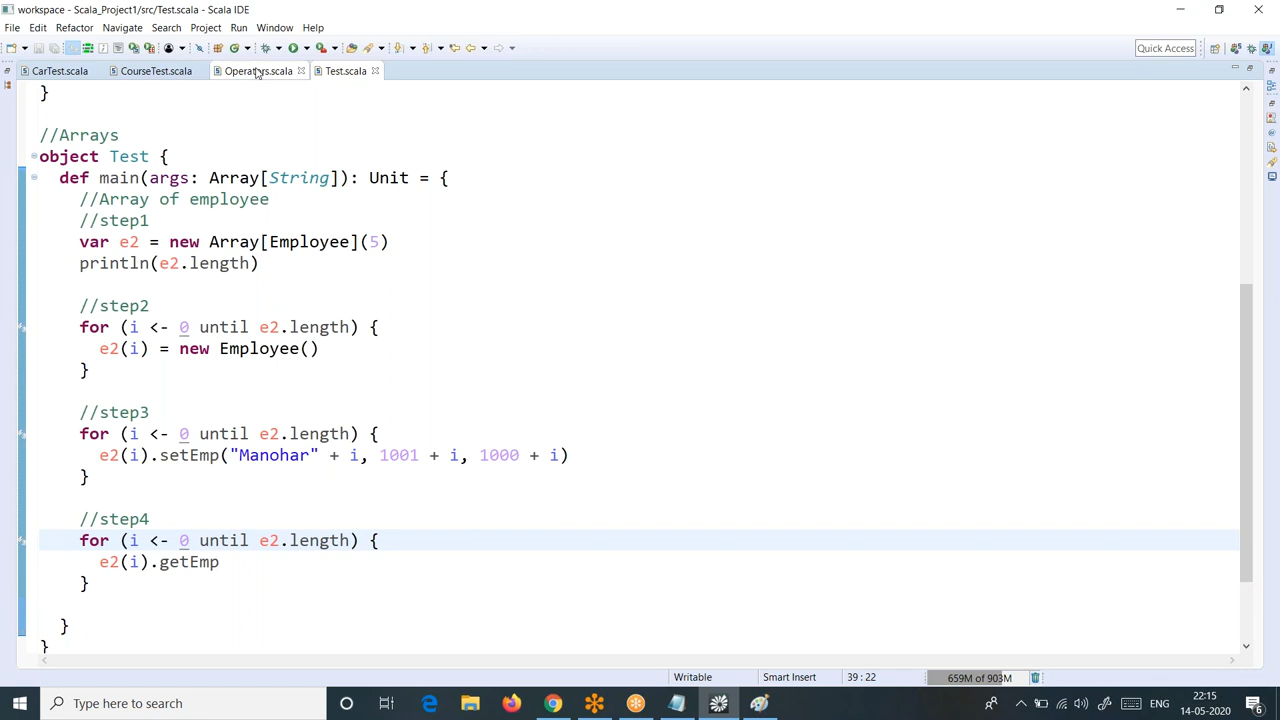 workspace - Scala_Project1/src/Test.scala - Scala IDE
File Edit Refactor Navigate Search Project Run Window Help
Quick Access
CarTest.scala CourseTest.scala Operators.scala Test.scala
}
//Arrays
object Test {
def main(args: Array[String]): Unit = {
//Array of employee
//step1
var e2 = new Array[Employee](5)
println(e2.length)
//step2
for (i <- 0 until e2.length) {
e2(i) = new Employee()
}
//step3
for (i <- 0 until e2.length) {
e2(i).setEmp("Manohar" + i, 1001 + i, 1000 + i)
}
//step4
for (i <- 0 until e2.length) {
e2(i).getEmp
}
}
}
Writable Smart Insert 39 : 22 659M of 903M
Type here to search
ENG
22:15
14-05-2020
6